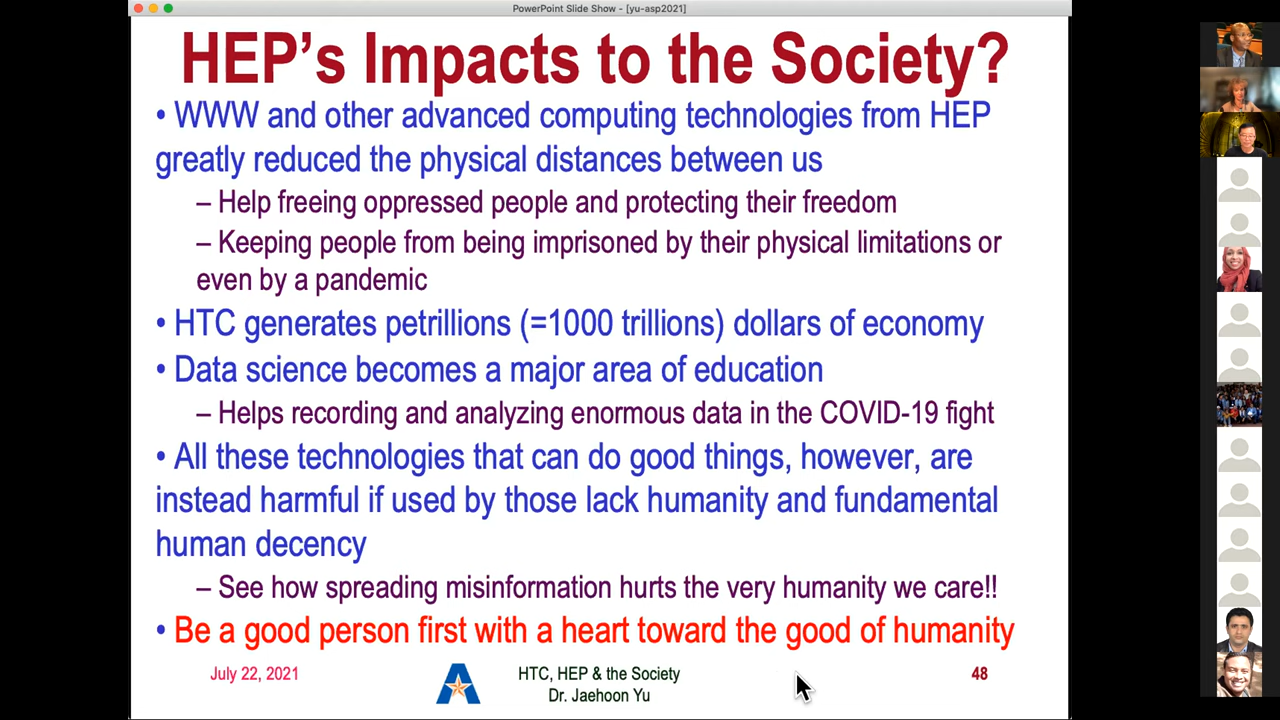 PowerPoint Slide Show - [yu-asp2021]
HEP's Impacts to the Society?
• WWW and other advanced computing technologies from HEP
greatly reduced the physical distances between us
– Help freeing oppressed people and protecting their freedom
– Keeping people from being imprisoned by their physical limitations or
even by a pandemic
• HTC generates petrillions (=1000 trillions) dollars of economy
• Data science becomes a major area of education
– Helps recording and analyzing enormous data in the COVID-19 fight
• All these technologies that can do good things, however, are
instead harmful if used by those lack humanity and fundamental
human decency
– See how spreading misinformation hurts the very humanity we care!!
• Be a good person first with a heart toward the good of humanity
July 22, 2021
HTC, HEP & the Society
Dr. Jaehoon Yu
48